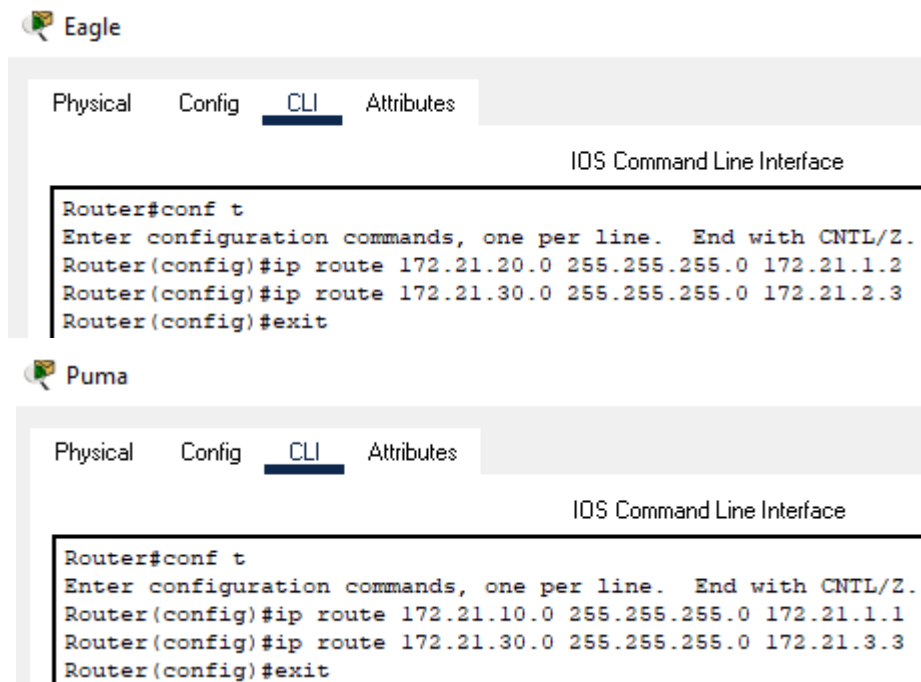 Eagle
Physical Config CLI Attributes
IOS Command Line Interface
Router#conf t
Enter configuration commands, one per line.  End with CNTL/Z.
Router(config)#ip route 172.21.20.0 255.255.255.0 172.21.1.2
Router(config)#ip route 172.21.30.0 255.255.255.0 172.21.2.3
Router(config)#exit
Puma
Physical Config CLI Attributes
IOS Command Line Interface
Router#conf t
Enter configuration commands, one per line.  End with CNTL/Z.
Router(config)#ip route 172.21.10.0 255.255.255.0 172.21.1.1
Router(config)#ip route 172.21.30.0 255.255.255.0 172.21.3.3
Router(config)#exit